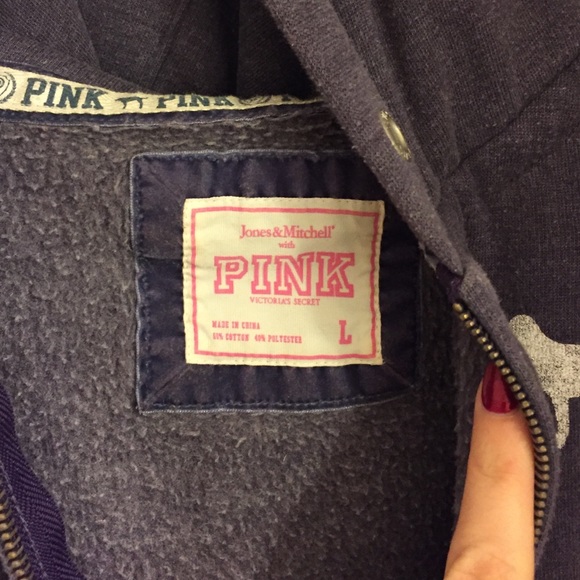 PINK PINK
Jones & Mitchell®
with
PINK
VICTORIA'S SECRET
MADE IN CHINA
60% COTTON 40% POLYESTER
L